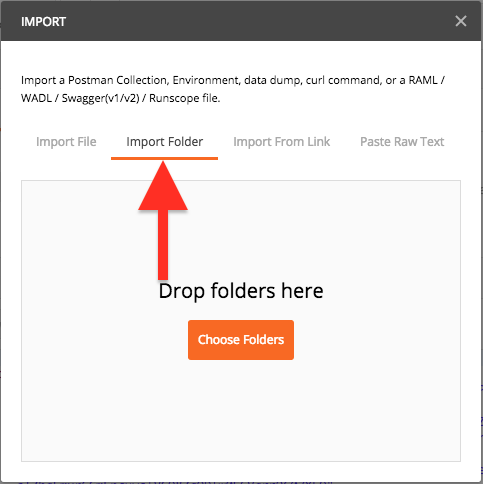 IMPORT
Import a Postman Collection, Environment, data dump, curl command, or a RAML /
WADL / Swagger(v1/v2) / Runscope file.
Import File Import Folder Import From Link Paste Raw Text
Drop folders here
Choose Folders